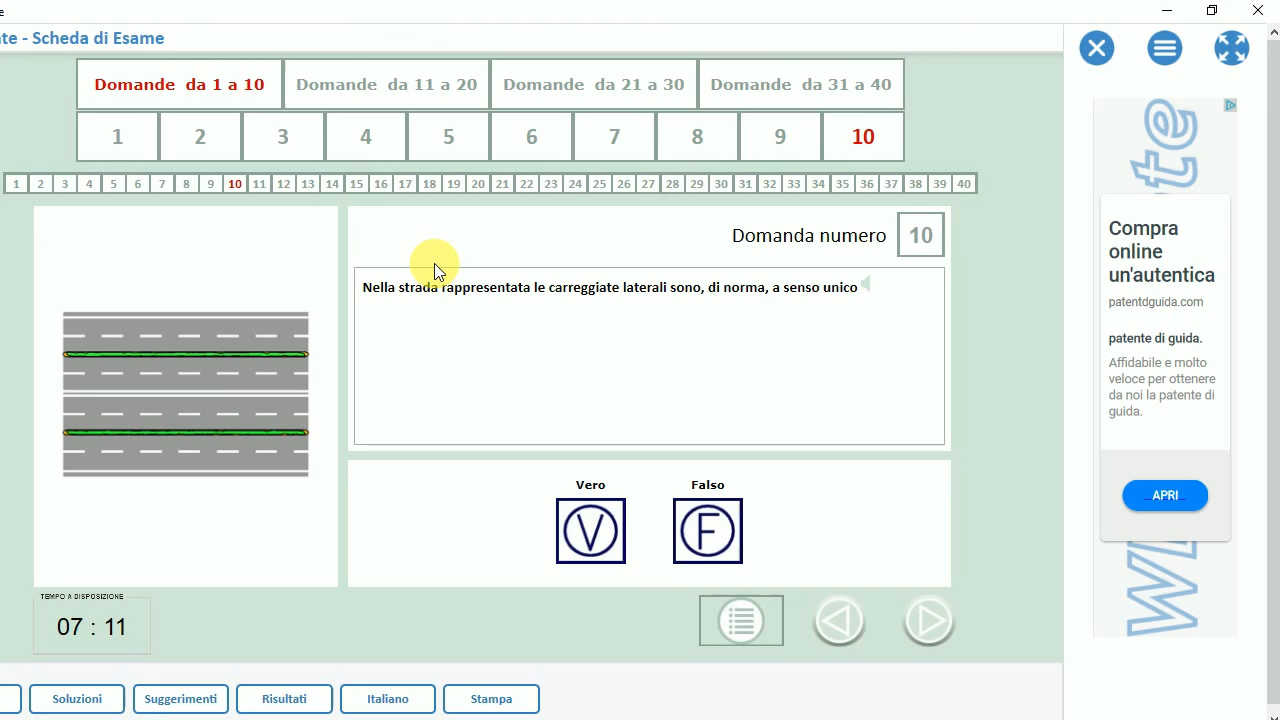 e
te - Scheda di Esame
Domande da 1 a 10
Domande da 11 a 20
Domande da 21 a 30
Domande da 31 a 40
1 2 3 4 5 6 7 8 9 10
1 2 3 4 5 6 7 8 9 10 11 12 13 14 15 16 17 18 19 20 21 22 23 24 25 26 27 28 29 30 31 32 33 34 35 36 37 38 39 40
Domanda numero 10
Nella strada rappresentata le carreggiate laterali sono, di norma, a senso unico
Vero
Falso
V
F
TEMPO A DISPOSIZIONE
07 : 11
Soluzioni
Suggerimenti
Risultati
Italiano
Stampa
te
Compra
online
un'autentica
patentdguida.com
patente di guida.
Affidabile e molto
veloce per ottenere
da noi la patente di
guida.
APRI